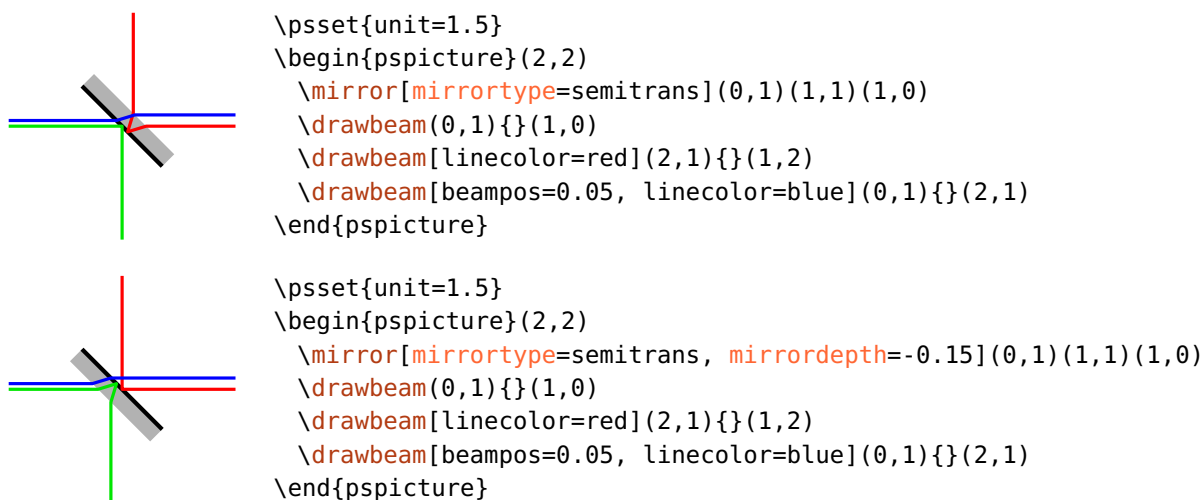 \psset{unit=1.5}
\begin{pspicture}(2,2)
  \mirror[mirrortype=semitrans](0,1)(1,1)(1,0)
  \drawbeam(0,1){}(1,0)
  \drawbeam[linecolor=red](2,1){}(1,2)
  \drawbeam[beampos=0.05, linecolor=blue](0,1){}(2,1)
\end{pspicture}
\psset{unit=1.5}
\begin{pspicture}(2,2)
  \mirror[mirrortype=semitrans, mirrordepth=-0.15](0,1)(1,1)(1,0)
  \drawbeam(0,1){}(1,0)
  \drawbeam[linecolor=red](2,1){}(1,2)
  \drawbeam[beampos=0.05, linecolor=blue](0,1){}(2,1)
\end{pspicture}